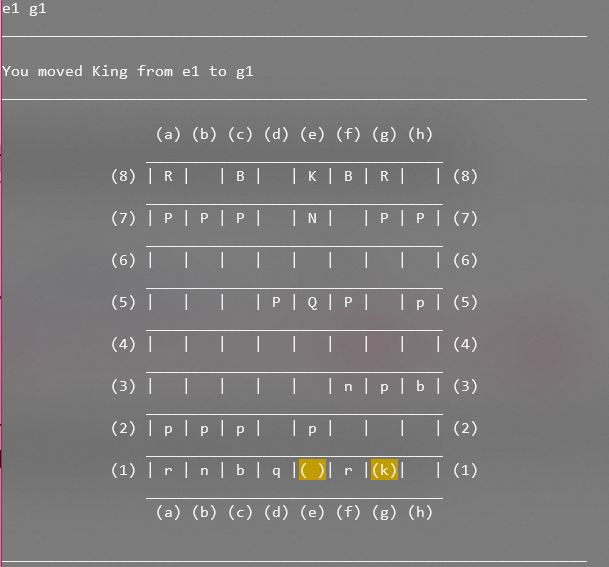 e1 g1
You moved King from e1 to g1
(a) (b) (c) (d) (e) (f) (g) (h)
(8) | R |   | B |   | K | B | R |   | (8)
(7) | P | P | P |   | N |   | P | P | (7)
(6) |   |   |   |   |   |   |   |   | (6)
(5) |   |   |   | P | Q | P |   | p | (5)
(4) |   |   |   |   |   |   |   |   | (4)
(3) |   |   |   |   |   | n | p | b | (3)
(2) | p | p | p |   | p |   |   |   | (2)
(1) | r | n | b | q |( )| r |(k)|   | (1)
(a) (b) (c) (d) (e) (f) (g) (h)